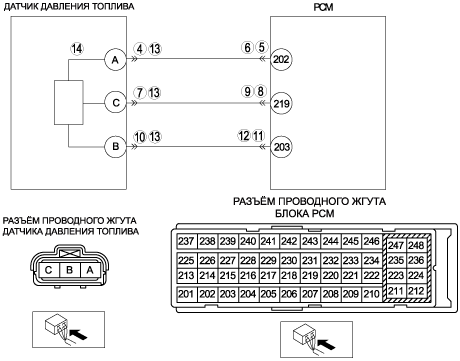 ДАТЧИК ДАВЛЕНИЯ ТОПЛИВА PCM
14 4 13 6 5
A 202
7 13 9 8
C 219
10 13 12 11
B 203
РАЗЪЁМ ПРОВОДНОГО ЖГУТА
ДАТЧИКА ДАВЛЕНИЯ ТОПЛИВА
C B A
РАЗЪЁМ ПРОВОДНОГО ЖГУТА
БЛОКА PCM
237 238 239 240 241 242 243 244 245 246 247 248
225 226 227 228 229 230 231 232 233 234 235 236
213 214 215 216 217 218 219 220 221 222 223 224
201 202 203 204 205 206 207 208 209 210 211 212